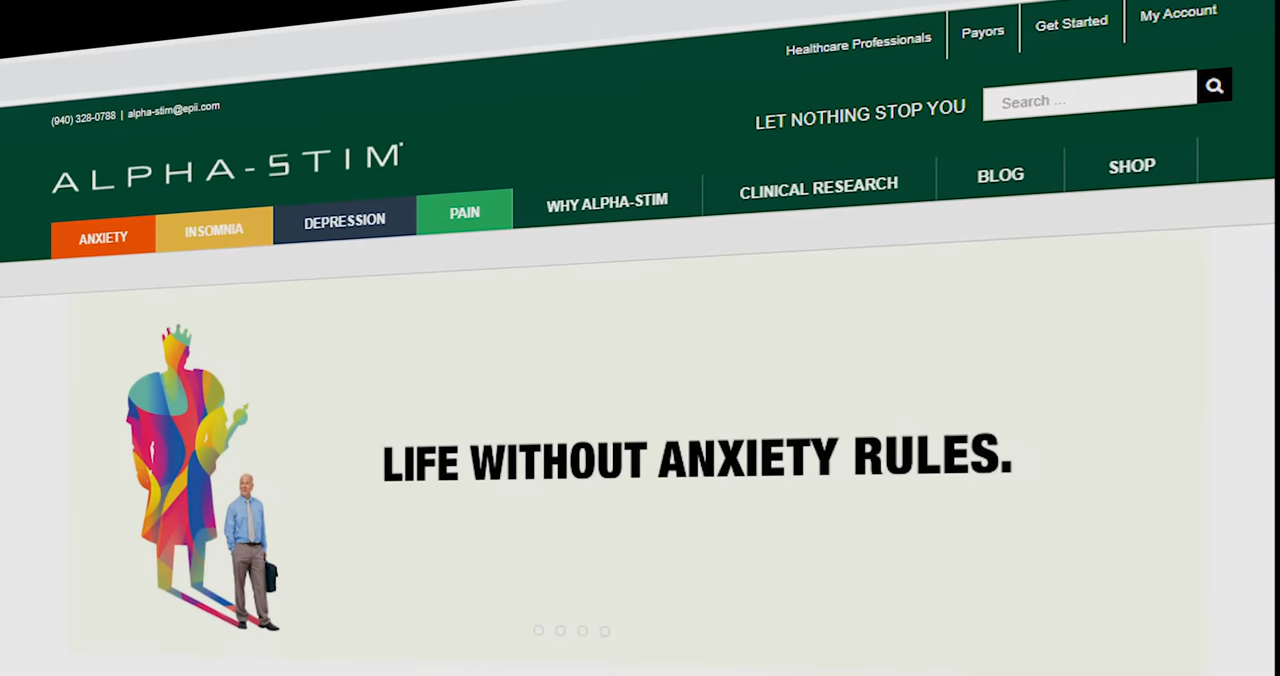 Healthcare Professionals
Payors
Get Started
My Account
(940) 328-0788 | alpha-stim@epii.com
LET NOTHING STOP YOU
Search ...
ALPHA-STIM
ANXIETY
INSOMNIA
DEPRESSION
PAIN
WHY ALPHA-STIM
CLINICAL RESEARCH
BLOG
SHOP
LIFE WITHOUT ANXIETY RULES.